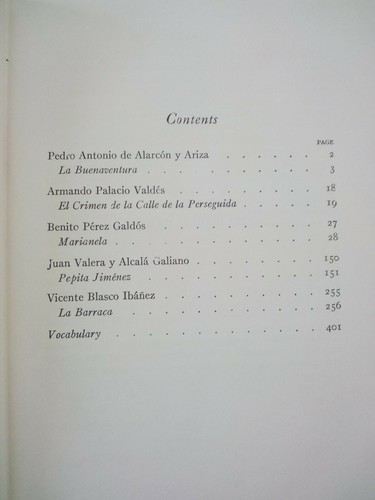 Contents
PAGE
Pedro Antonio de Alarcón y Ariza . . . . . . 2
La Buenaventura . . . . . . . . . . 3
Armando Palacio Valdés . . . . . . . . . 18
El Crimen de la Calle de la Perseguida . . . . 19
Benito Pérez Galdós . . . . . . . . . . 27
Marianela . . . . . . . . . . . . 28
Juan Valera y Alcalá Galiano . . . . . . . 150
Pepita Jiménez . . . . . . . . . . 151
Vicente Blasco Ibáñez . . . . . . . . . 255
La Barraca . . . . . . . . . . . . 256
Vocabulary . . . . . . . . . . . . 401